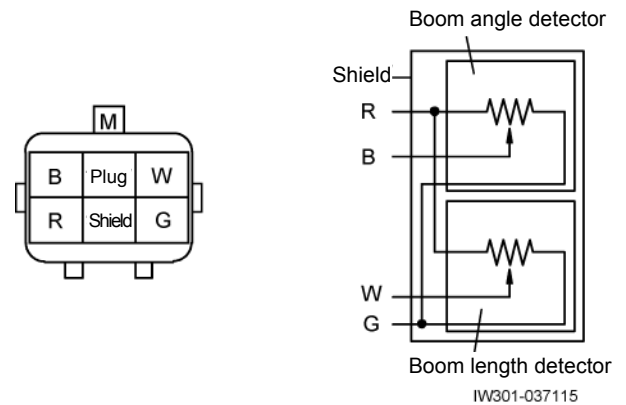 Boom angle detector
Shield
R
B
W
G
Boom length detector
M
B Plug W
R Shield G
IW301-037115